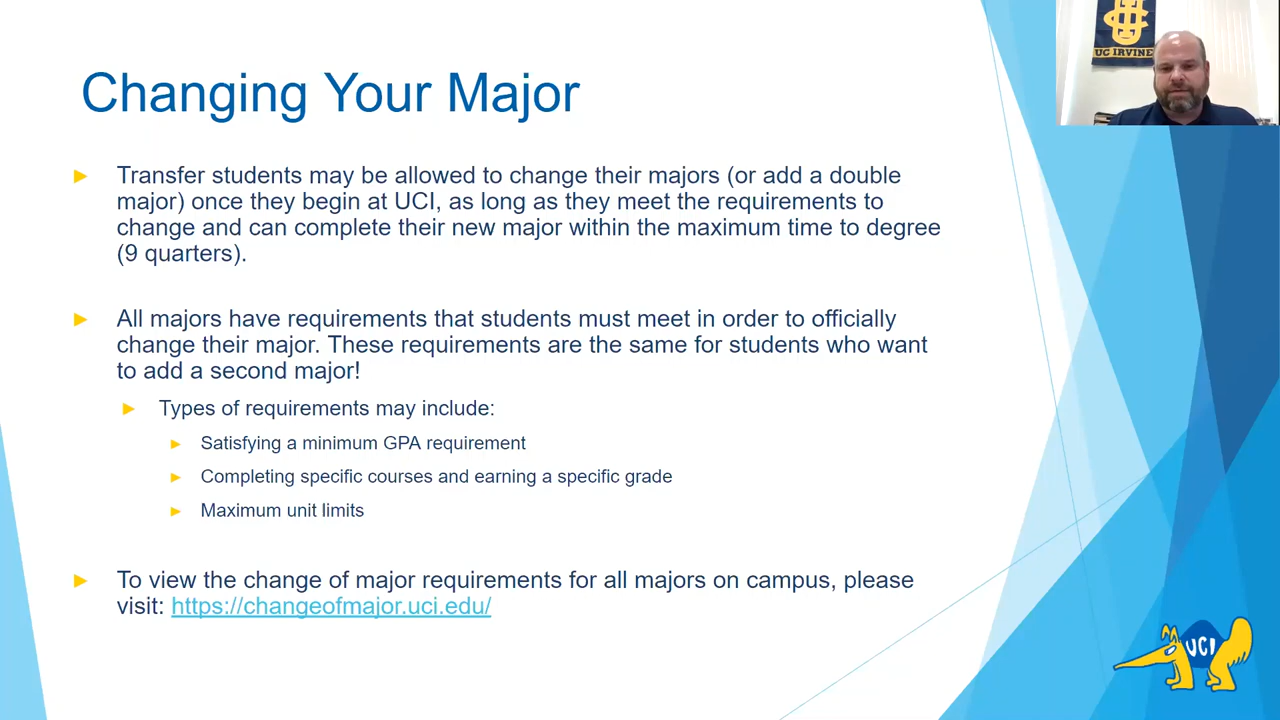 Changing Your Major
UC IRVINE
Transfer students may be allowed to change their majors (or add a double
major) once they begin at UCI, as long as they meet the requirements to
change and can complete their new major within the maximum time to degree
(9 quarters).
All majors have requirements that students must meet in order to officially
change their major. These requirements are the same for students who want
to add a second major!
Types of requirements may include:
Satisfying a minimum GPA requirement
Completing specific courses and earning a specific grade
Maximum unit limits
To view the change of major requirements for all majors on campus, please
visit: https://changeofmajor.uci.edu/
UCI